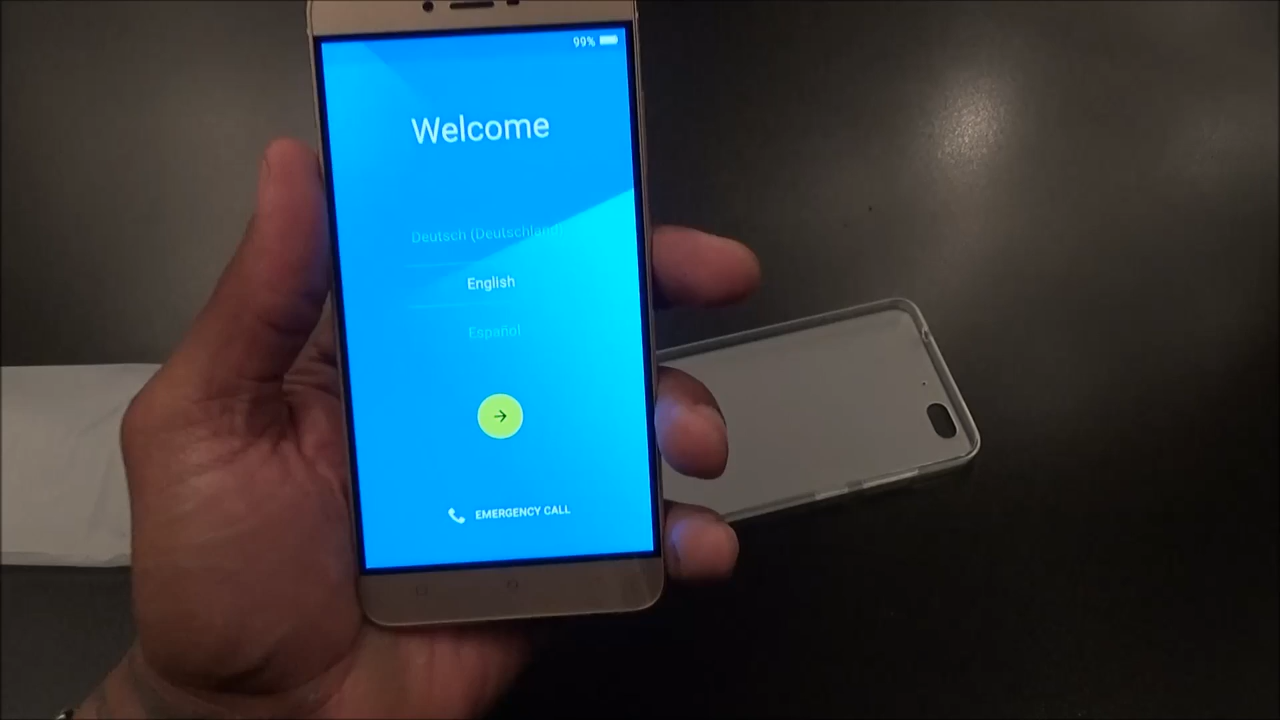 99%
Welcome
Deutsch (Deutschland)
English
Español
EMERGENCY CALL